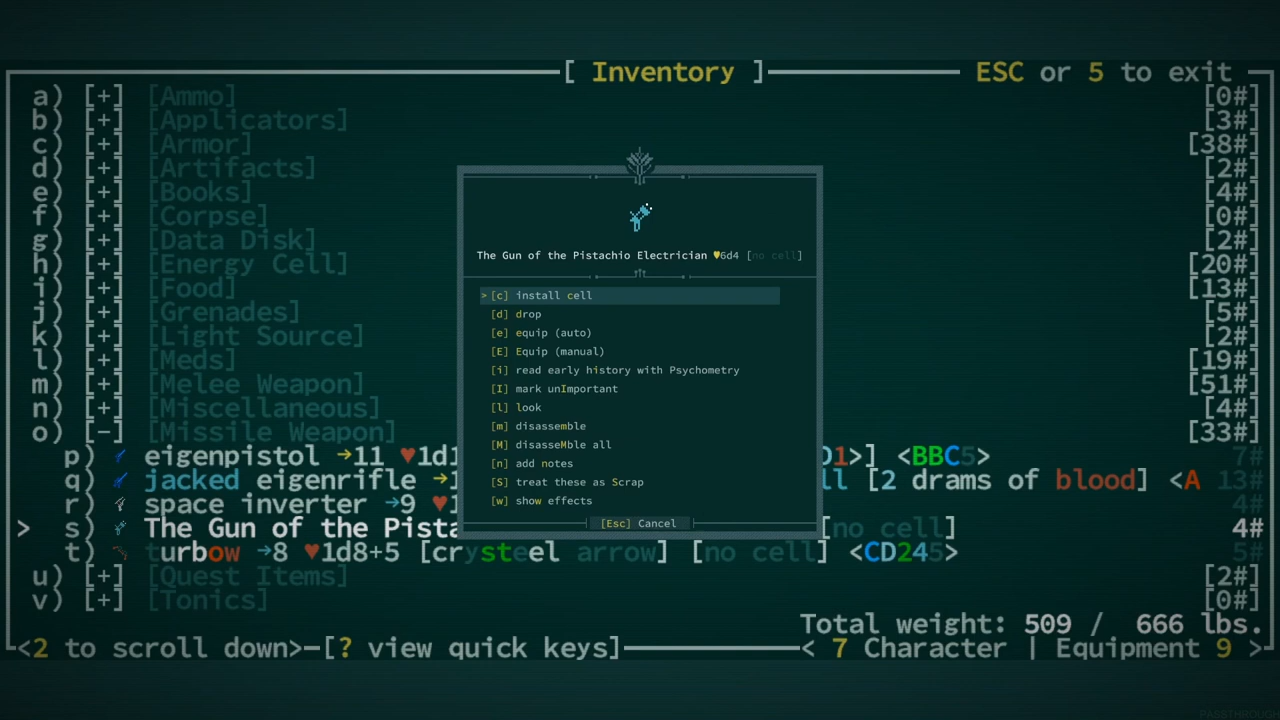 [ Inventory ] ESC or 5 to exit
a) [+] [Ammo] [0#]
b) [+] [Applicators] [3#]
c) [+] [Armor] [38#]
d) [+] [Artifacts] [2#]
e) [+] [Books] [4#]
f) [+] [Corpse] [0#]
g) [+] [Data Disk] [2#]
h) [+] [Energy Cell] [20#]
i) [+] [Food] [13#]
j) [+] [Grenades] [5#]
k) [+] [Light Source] [2#]
l) [+] [Meds] [19#]
m) [+] [Melee Weapon] [51#]
n) [+] [Miscellaneous] [4#]
o) [-] [Missile Weapon] [33#]
p) eigenpistol →11 ♥1d1 D1>] <BBC5> 7#
q) jacked eigenrifle →1 ll [2 drams of blood] <A 13#
r) space inverter →9 ♥1 4#
> s) The Gun of the Pista [no cell] 4#
t) turbow →8 ♥1d8+5 [crysteel arrow] [no cell] <CD245> 5#
u) [+] [Quest Items] [2#]
v) [+] [Tonics] [0#]
Total weight: 509 / 666 lbs.
<2 to scroll down> [? view quick keys] < 7 Character | Equipment 9 >
The Gun of the Pistachio Electrician ♥6d4 [no cell]
> [c] install cell
[d] drop
[e] equip (auto)
[E] Equip (manual)
[i] read early history with Psychometry
[I] mark unImportant
[l] look
[m] disassemble
[M] disasseMble all
[n] add notes
[S] treat these as Scrap
[w] show effects
[Esc] Cancel